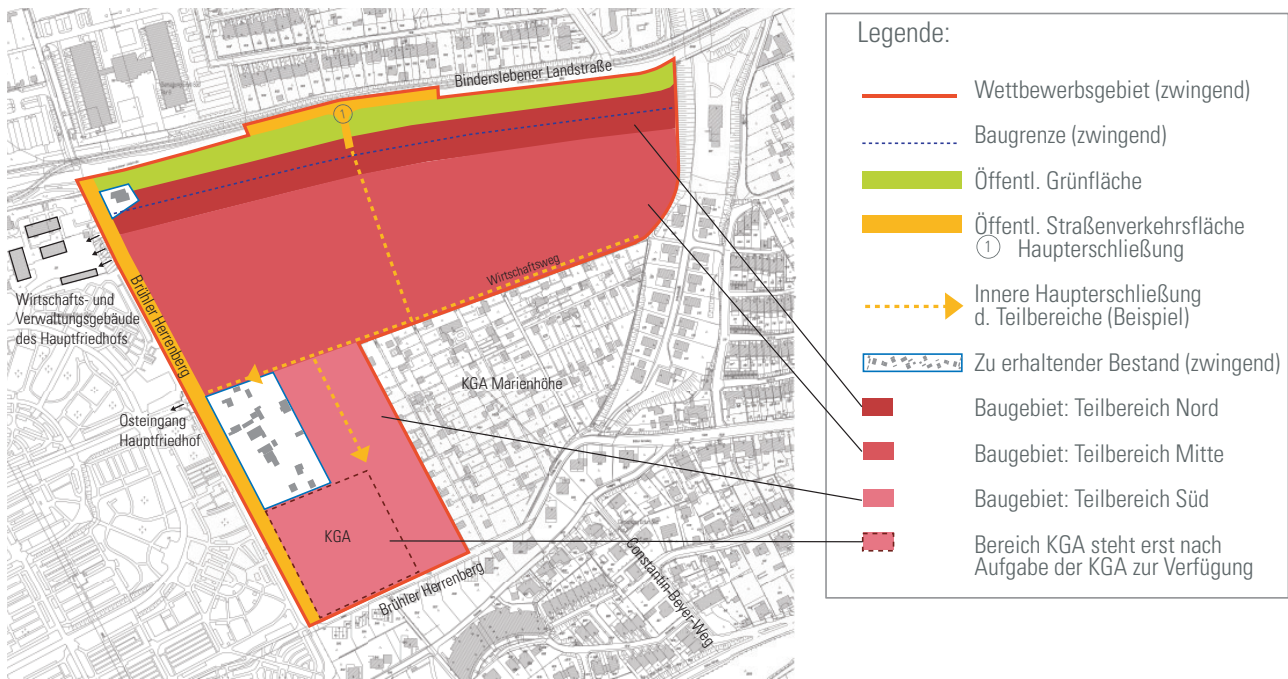 Binderslebener Landstraße
1
Brühler Herrenberg
Wirtschaftsweg
Wirtschafts- und
Verwaltungsgebäude
des Hauptfriedhofs
KGA Marienhöhe
Osteingang
Hauptfriedhof
KGA
Brühler Herrenberg
Constantin-Beyer-Weg
Legende:
Wettbewerbsgebiet (zwingend)
Baugrenze (zwingend)
Öffentl. Grünfläche
Öffentl. Straßenverkehrsfläche
1 Haupterschließung
Innere Haupterschließung
d. Teilbereiche (Beispiel)
Zu erhaltender Bestand (zwingend)
Baugebiet: Teilbereich Nord
Baugebiet: Teilbereich Mitte
Baugebiet: Teilbereich Süd
Bereich KGA steht erst nach
Aufgabe der KGA zur Verfügung